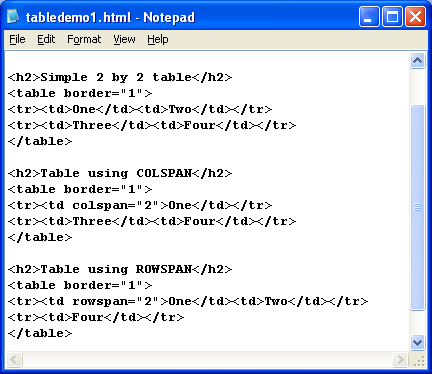 tabledemo1.html - Notepad
File Edit Format View Help
<h2>Simple 2 by 2 table</h2>
<table border="1">
<tr><td>One</td><td>Two</td></tr>
<tr><td>Three</td><td>Four</td></tr>
</table>
<h2>Table using COLSPAN</h2>
<table border="1">
<tr><td colspan="2">One</td></tr>
<tr><td>Three</td><td>Four</td></tr>
</table>
<h2>Table using ROWSPAN</h2>
<table border="1">
<tr><td rowspan="2">One</td><td>Two</td></tr>
<tr><td>Four</td></tr>
</table>